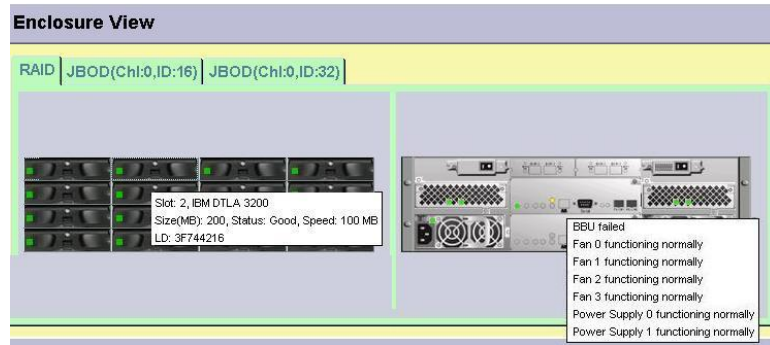 Enclosure View
RAID JBOD(Chl:0,ID:16) JBOD(Chl:0,ID:32)
Slot: 2, IBM DTLA 3200
Size(MB): 200, Status: Good, Speed: 100 MB
LD: 3F744216
BBU failed
Fan 0 functioning normally
Fan 1 functioning normally
Fan 2 functioning normally
Fan 3 functioning normally
Power Supply 0 functioning normally
Power Supply 1 functioning normally